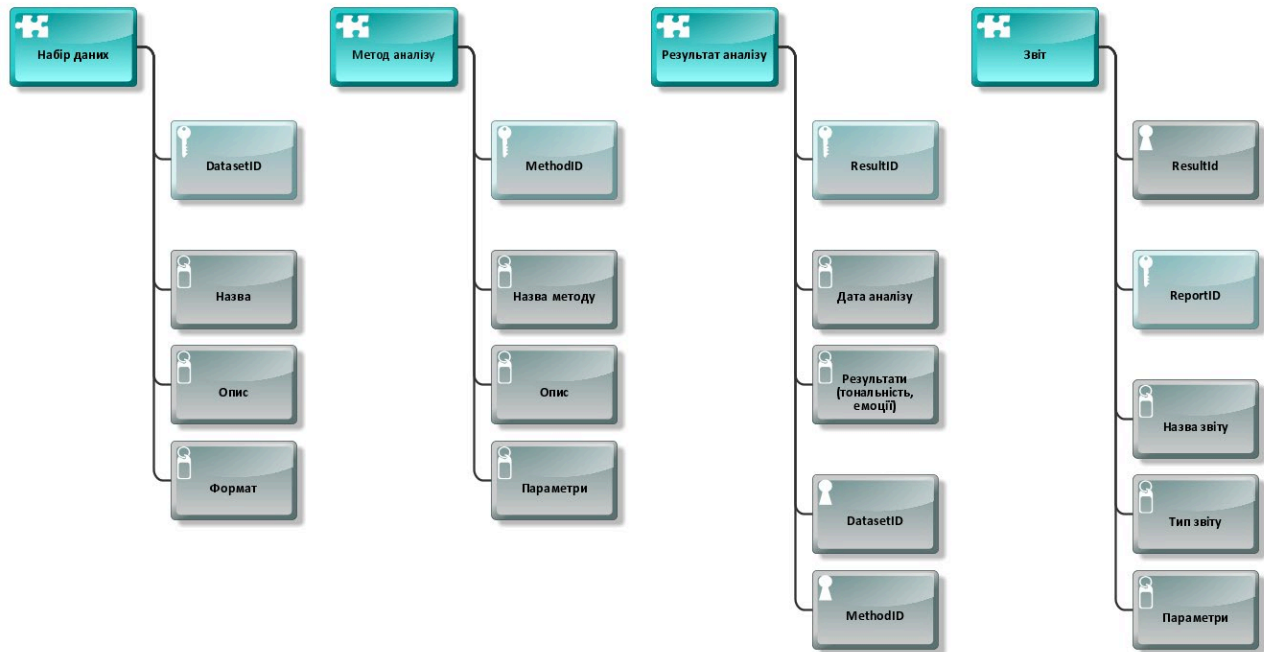 Набір даних
DatasetID
Назва
Опис
Формат
Метод аналізу
MethodID
Назва методу
Опис
Параметри
Результат аналізу
ResultID
Дата аналізу
Результати
(тональність,
емоції)
DatasetID
MethodID
Звіт
ResultId
ReportID
Назва звіту
Тип звіту
Параметри